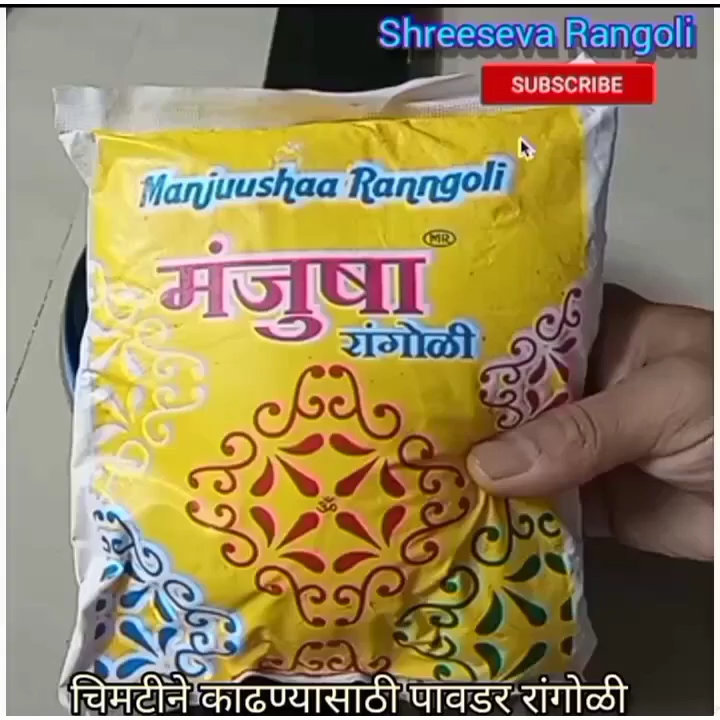 Shreeseva Rangoli
SUBSCRIBE
Manjuushaa Ranngoli
MR
मंजुषा
रांगोळी
ॐ
चिमटीने काढण्यासाठी पावडर रांगोळी